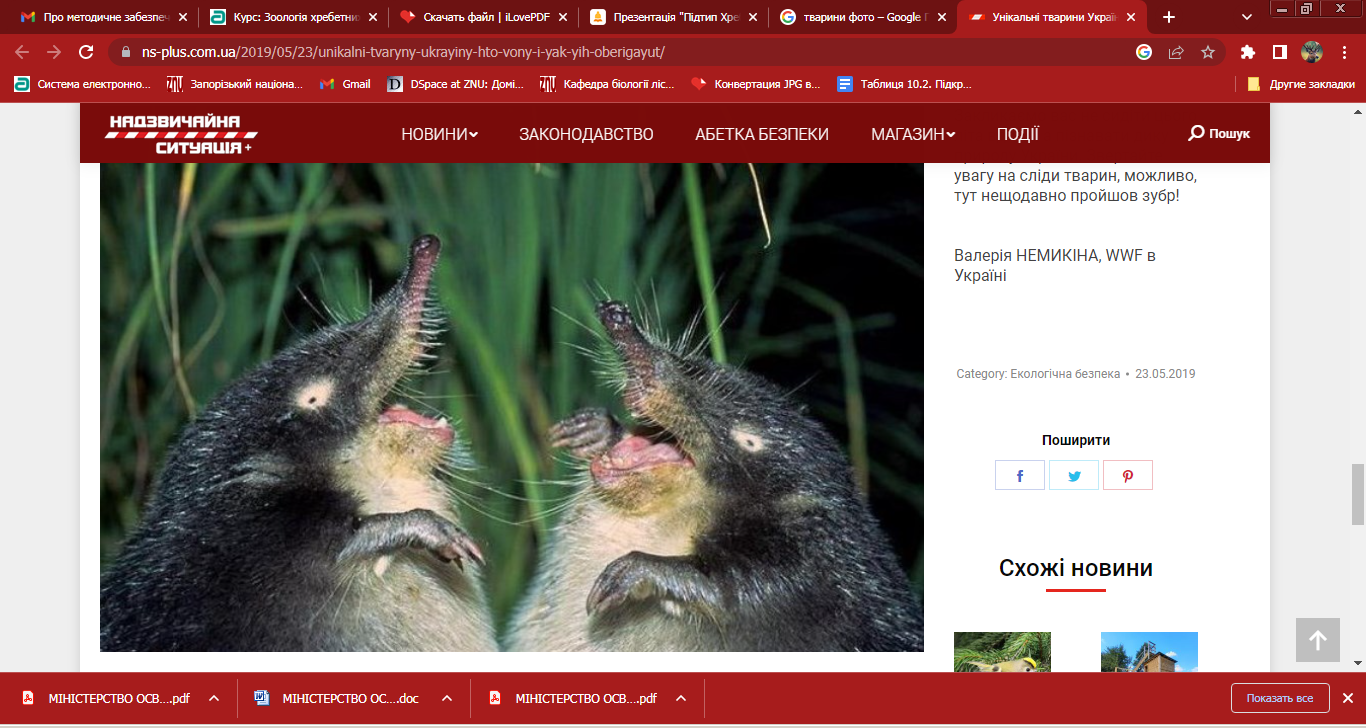 Про методичне забезпеч
Курс: Зоологія хребетни
Скачать файл | iLovePDF
Презентація "Підтип Хре
тварини фото – Google П
Унікальні тварини Украї
ns-plus.com.ua/2019/05/23/unikalni-tvaryny-ukrayiny-hto-vony-i-yak-yih-oberigayut/
Система електронно...
Запорізький націона...
Gmail
DSpace at ZNU: Домі...
Кафедра біології ліс...
Конвертация JPG в...
Таблиця 10.2. Підкр...
Другие закладки
НАДЗВИЧАЙНА
СИТУАЦІЯ+
НОВИНИ
ЗАКОНОДАВСТВО
АБЕТКА БЕЗПЕКИ
МАГАЗИН
ПОДІЇ
Пошук
увагу на сліди тварин, можливо,
тут нещодавно пройшов зубр!
Валерія НЕМИКІНА, WWF в
Україні
Category: Екологічна безпека • 23.05.2019
Поширити
Схожі новини
МІНІСТЕРСТВО ОСВ....pdf
МІНІСТЕРСТВО ОС....doc
МІНІСТЕРСТВО ОСВ....pdf
Показать все